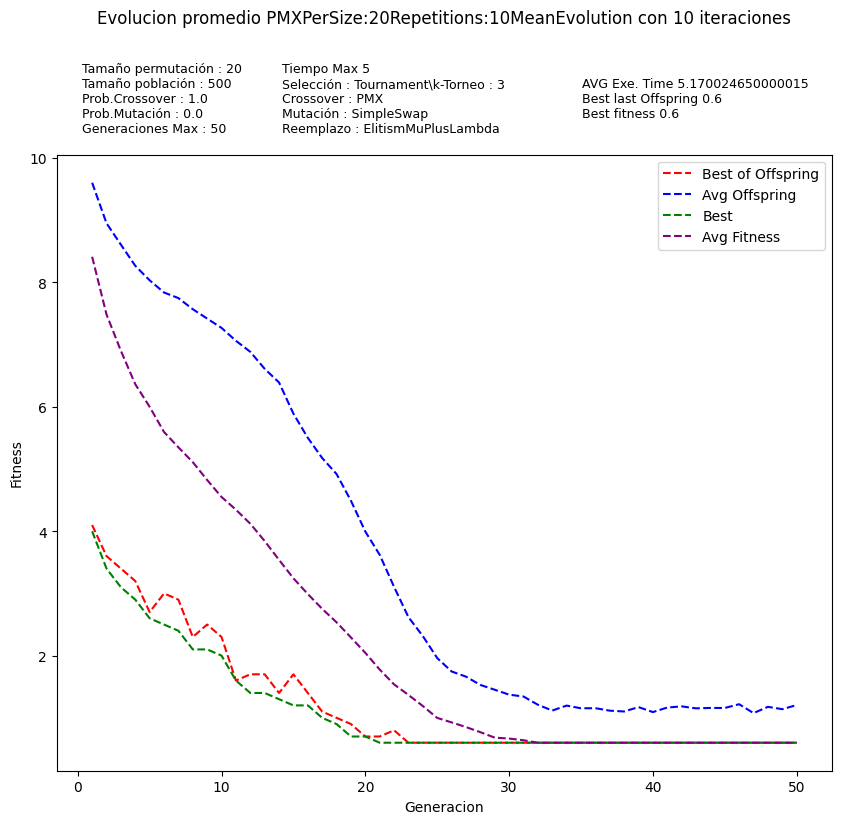 Evolucion promedio PMXPerSize:20Repetitions:10MeanEvolution con 10 iteraciones
Tamaño permutación : 20
Tamaño población : 500
Prob.Crossover : 1.0
Prob.Mutación : 0.0
Generaciones Max : 50
Tiempo Max 5
Selección : Tournament\k-Torneo : 3
Crossover : PMX
Mutación : SimpleSwap
Reemplazo : ElitismMuPlusLambda
AVG Exe. Time 5.170024650000015
Best last Offspring 0.6
Best fitness 0.6
Best of Offspring
Avg Offspring
Best
Avg Fitness
Fitness
10
8
6
4
2
0
10
20
30
40
50
Generacion